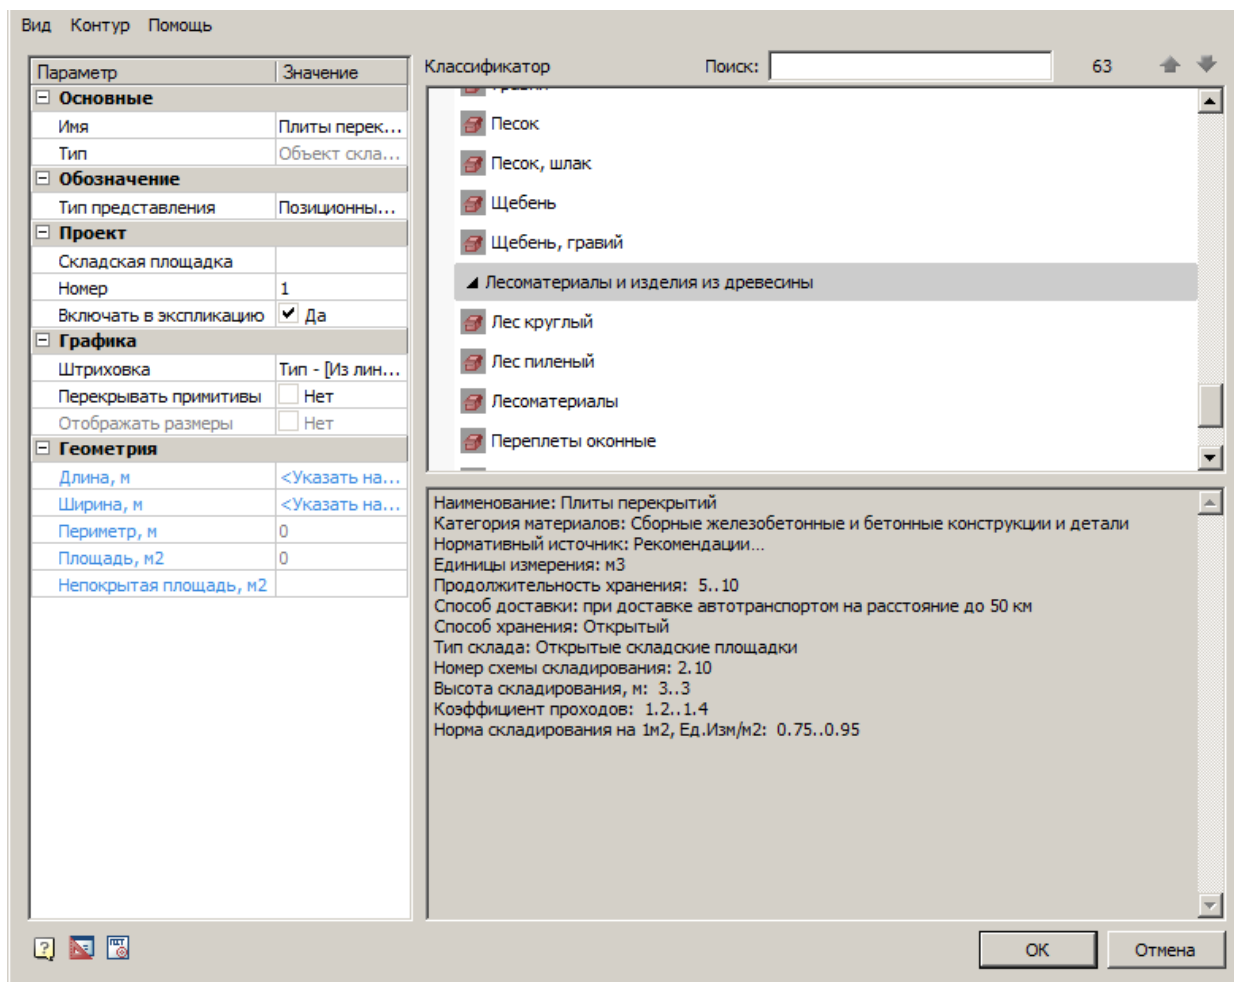 Вид Контур Помощь
Параметр Значение
Основные
Имя Плиты перек...
Тип Объект скла...
Обозначение
Тип представления Позиционны...
Проект
Складская площадка
Номер 1
Включать в экспликацию Да
Графика
Штриховка Тип - [Из лин...
Перекрывать примитивы Нет
Отображать размеры Нет
Геометрия
Длина, м <Указать на...
Ширина, м <Указать на...
Периметр, м 0
Площадь, м2 0
Непокрытая площадь, м2
Классификатор Поиск: 63
Песок
Песок, шлак
Щебень
Щебень, гравий
Лесоматериалы и изделия из древесины
Лес круглый
Лес пиленый
Лесоматериалы
Переплеты оконные
Наименование: Плиты перекрытий
Категория материалов: Сборные железобетонные и бетонные конструкции и детали
Нормативный источник: Рекомендации...
Единицы измерения: м3
Продолжительность хранения: 5..10
Способ доставки: при доставке автотранспортом на расстояние до 50 км
Способ хранения: Открытый
Тип склада: Открытые складские площадки
Номер схемы складирования: 2.10
Высота складирования, м: 3..3
Коэффициент проходов: 1.2..1.4
Норма складирования на 1м2, Ед.Изм/м2: 0.75..0.95
OK Отмена